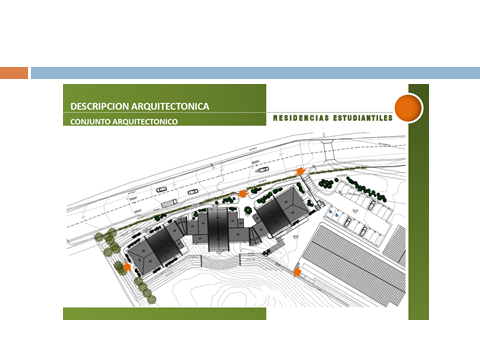 DESCRIPCION ARQUITECTONICA
CONJUNTO ARQUITECTONICO
RESIDENCIAS ESTUDIANTILES